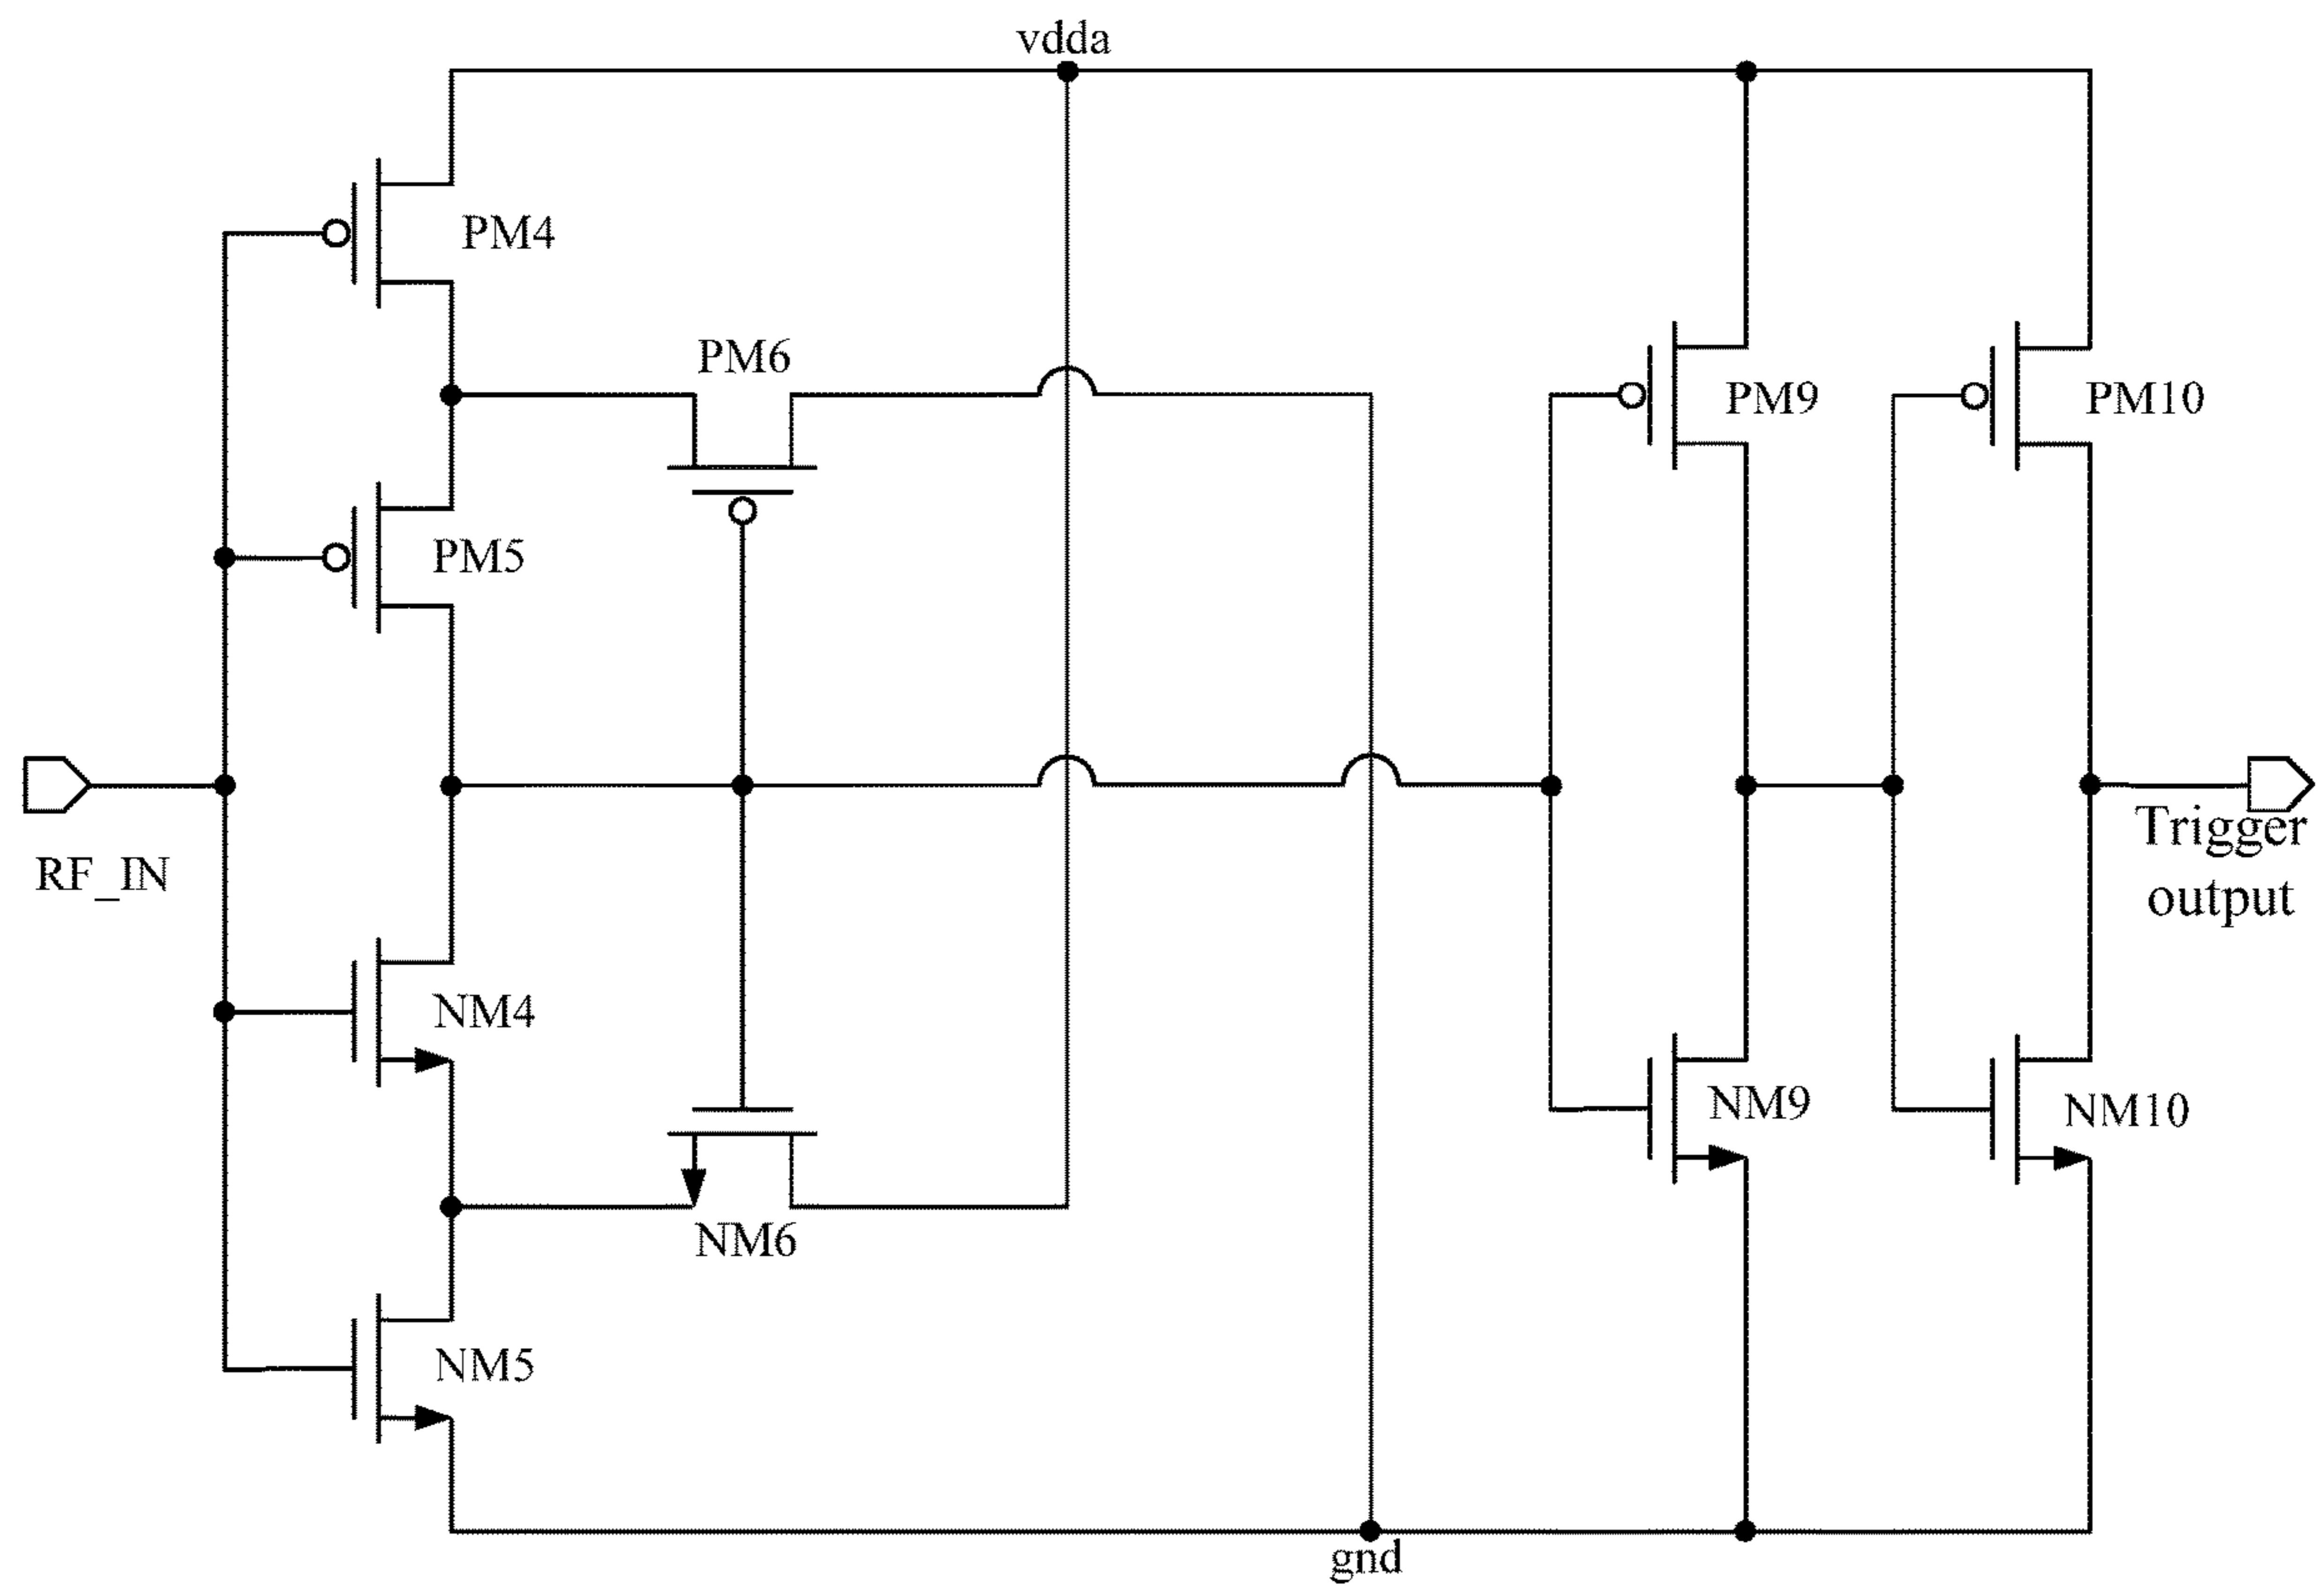 vdda
PM4
PM6
PM9
PM10
PM5
RF_IN
Trigger
output
NM4
NM9
NM10
NM6
NM5
gnd